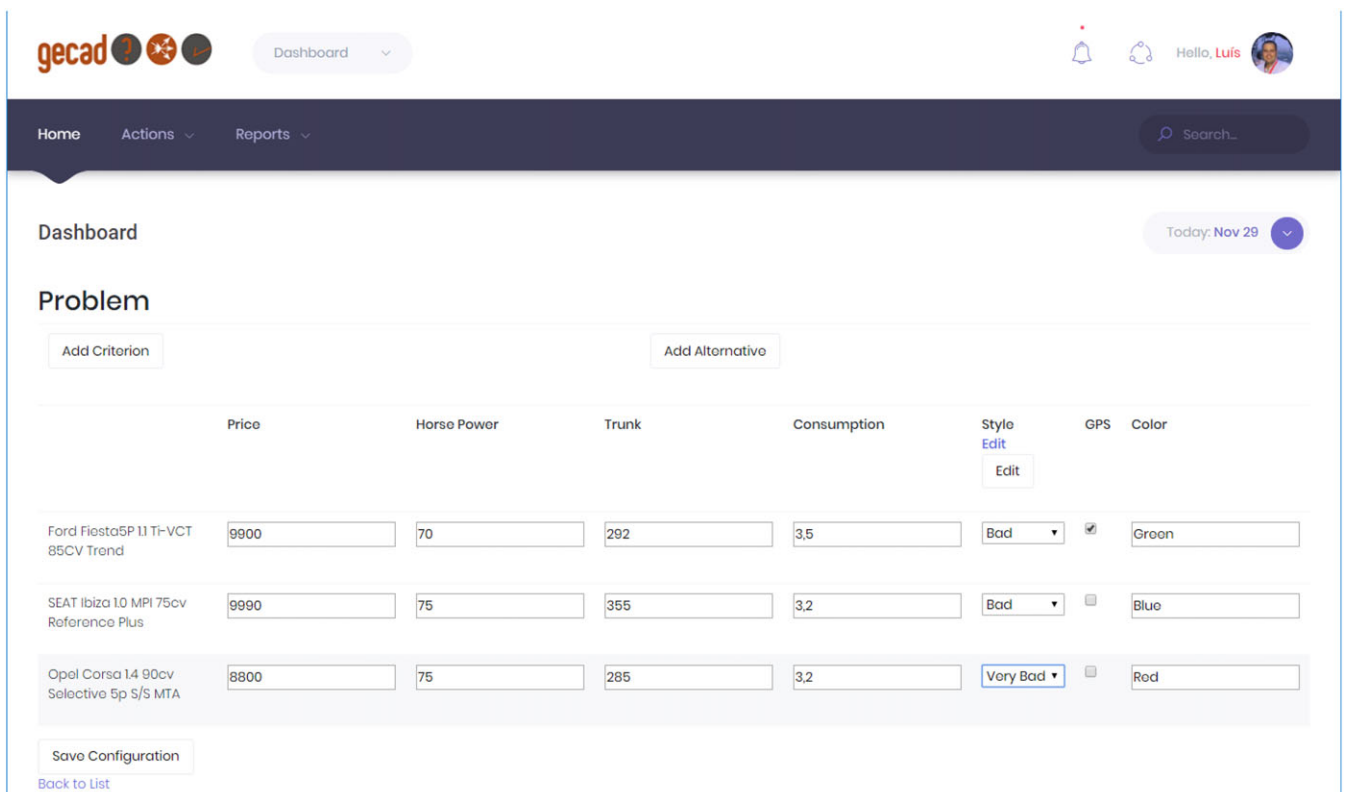 gecad
Dashboard
Hello, Luís
Home Actions Reports Search...
Dashboard Today: Nov 29
Problem
Add Criterion Add Alternative
Price Horse Power Trunk Consumption Style GPS Color
Edit
Edit
Ford Fiesta5P 1.1 Ti-VCT
85CV Trend
9900 70 292 3,5 Bad Green
SEAT Ibiza 1.0 MPI 75cv
Reference Plus
9990 75 355 3,2 Bad Blue
Opel Corsa 1.4 90cv
Selective 5p S/S MTA
8800 75 285 3,2 Very Bad Red
Save Configuration
Back to List